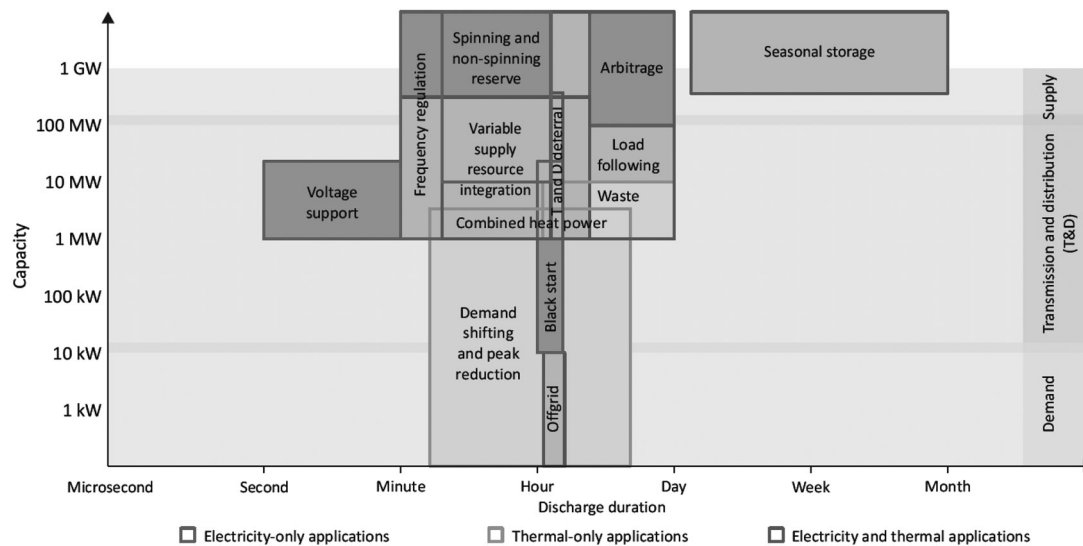 1 GW
100 MW
10 MW
1 MW
100 kW
10 kW
1 kW
Capacity
Frequency regulation
Spinning and
non-spinning
reserve
Arbitrage
Seasonal storage
Variable
supply
resource
integration
T and Dideterral
Load
following
Waste
Voltage
support
Combined heat power
Demand
shifting
and peak
reduction
Black start
Offgrid
Supply
Transmission and distribution
(T&D)
Demand
Microsecond
Second
Minute
Hour
Day
Week
Month
Discharge duration
Electricity-only applications
Thermal-only applications
Electricity and thermal applications